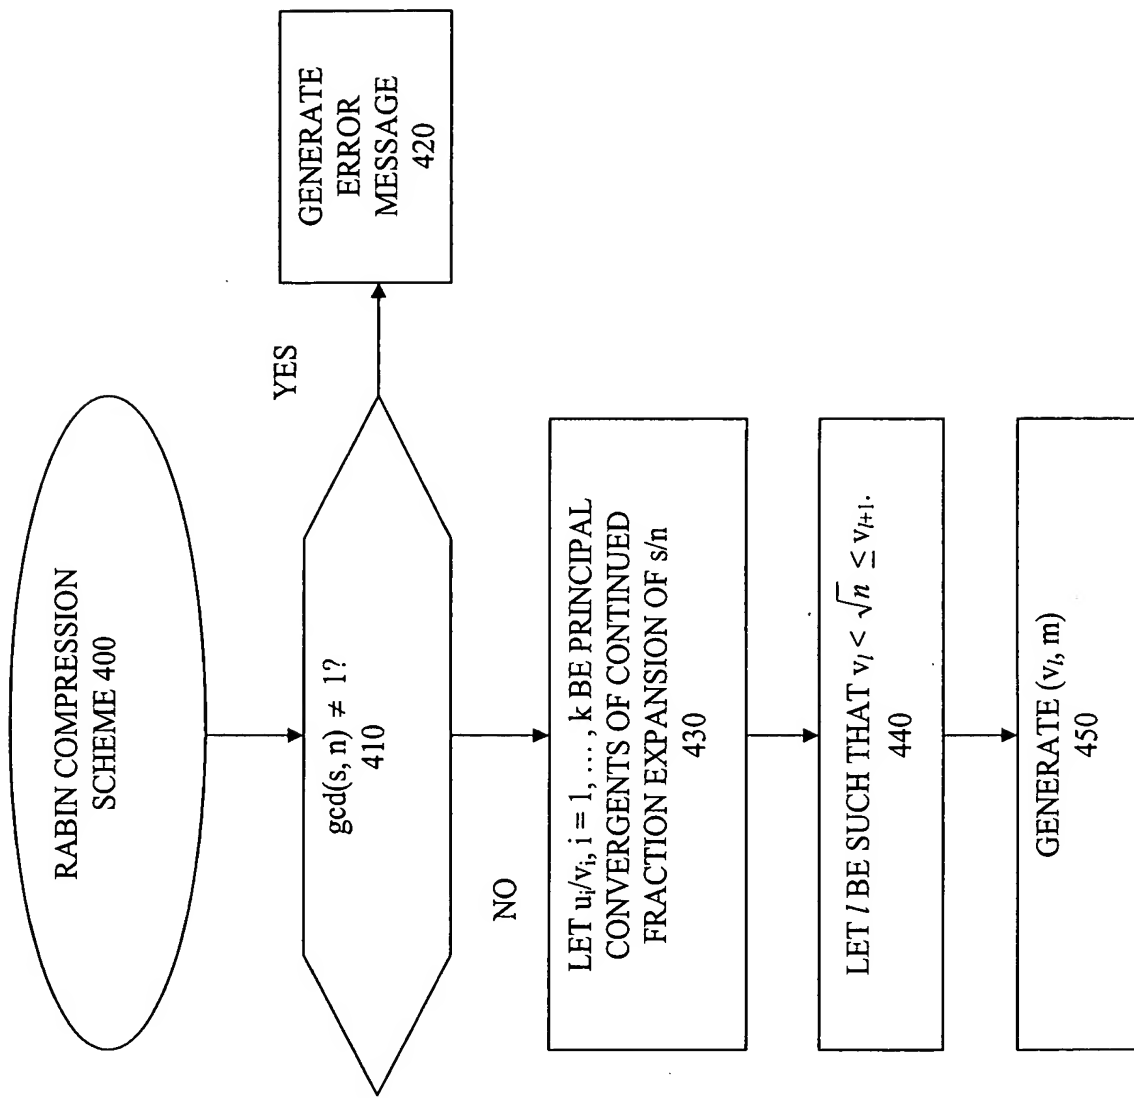 RABIN COMPRESSION
SCHEME 400
gcd(s, n) ≠ 1?
410
YES
GENERATE
ERROR
MESSAGE
420
NO
LET uᵢ/vᵢ, i = 1, ... , k BE PRINCIPAL
CONVERGENTS OF CONTINUED
FRACTION EXPANSION OF s/n
430
LET l BE SUCH THAT vₗ < √n ≤ vₗ₊₁.
440
GENERATE (vₗ, m)
450